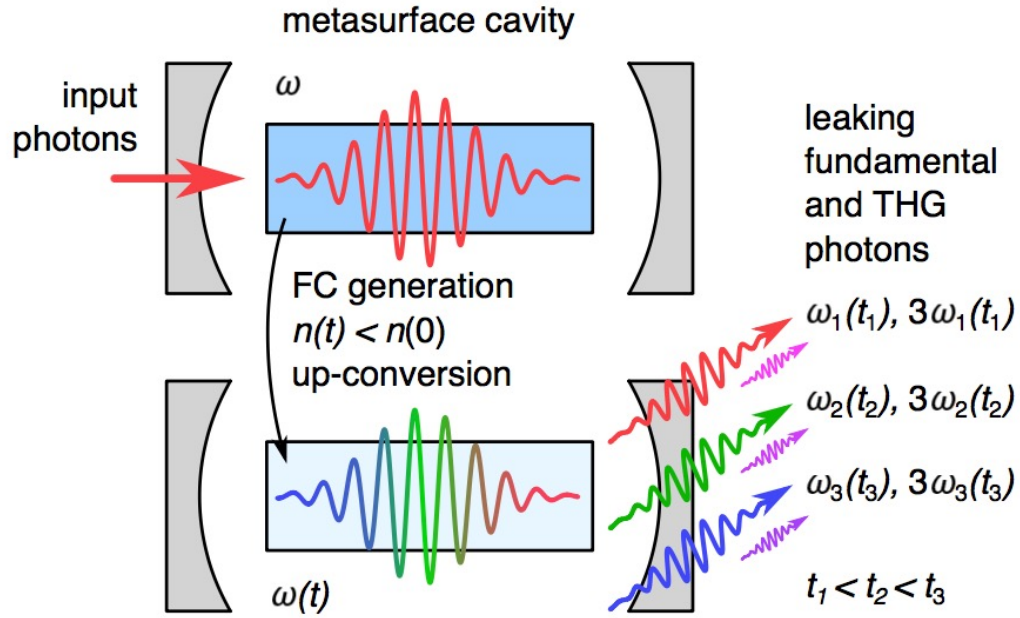 metasurface cavity
input
photons
ω
leaking
fundamental
and THG
photons
FC generation
n(t) < n(0)
up-conversion
ω₁(t₁), 3ω₁(t₁)
ω₂(t₂), 3ω₂(t₂)
ω₃(t₃), 3ω₃(t₃)
ω(t)
t₁ < t₂ < t₃